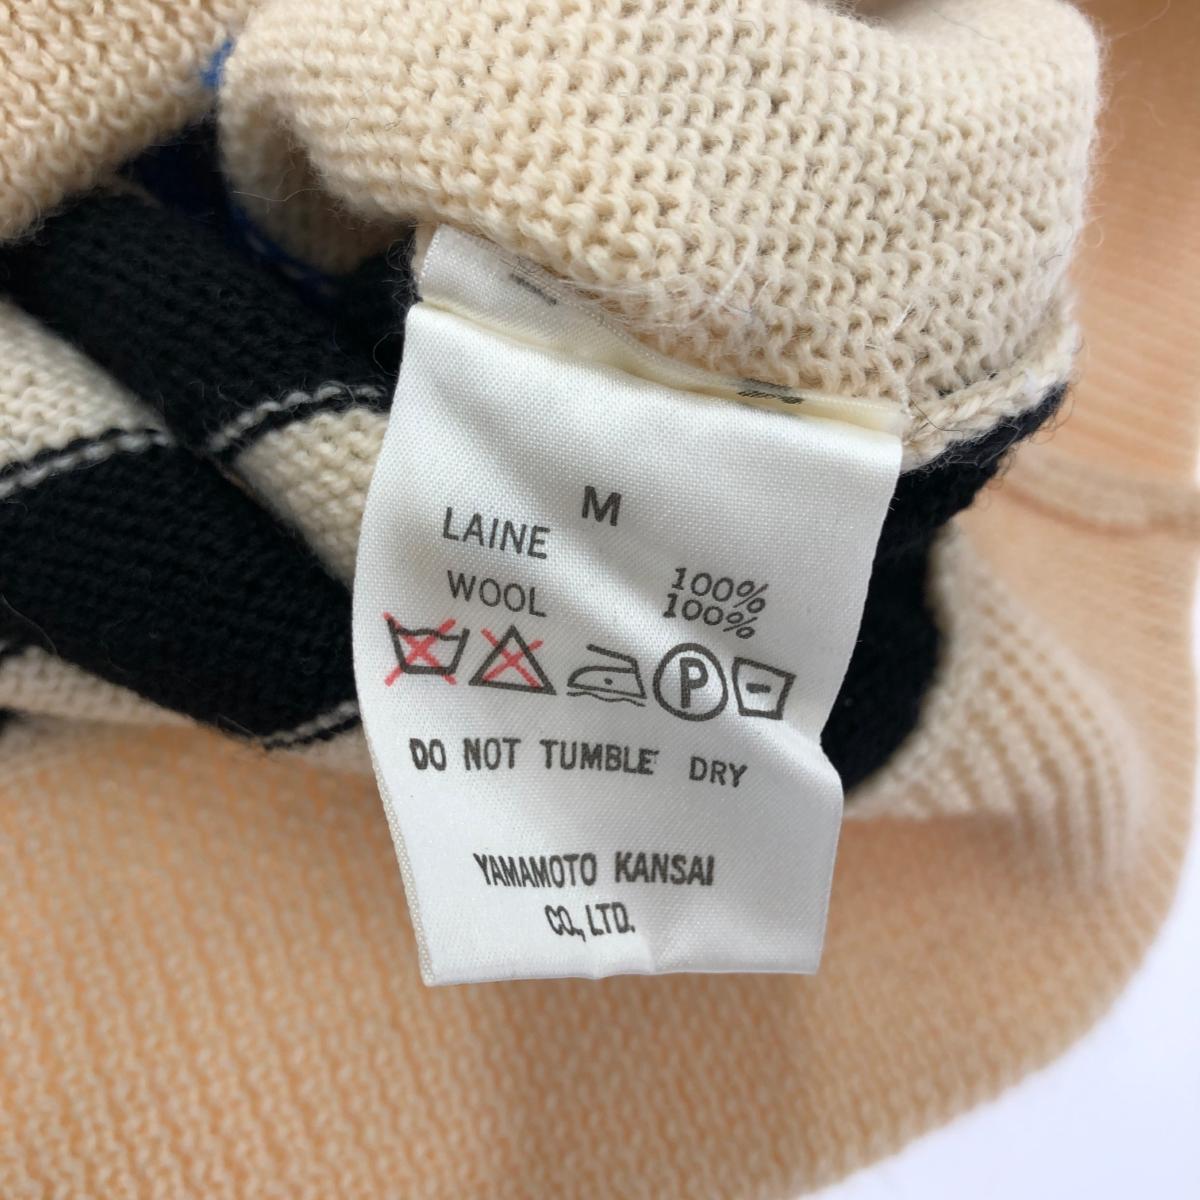 M
LAINE 100%
WOOL 100%
P
DO NOT TUMBLE DRY
YAMAMOTO KANSAI
CO., LTD.